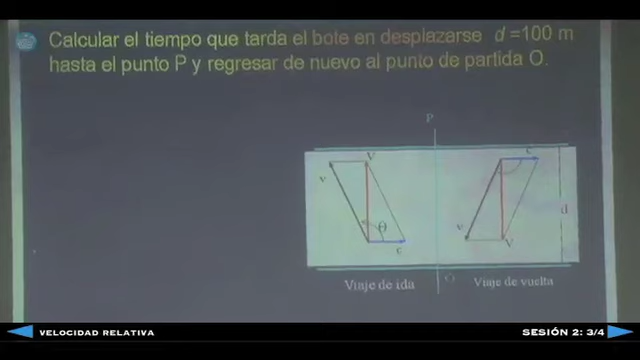 Calcular el tiempo que tarda el bote en desplazarse d =100 m
hasta el punto P y regresar de nuevo al punto de partida O.
P
v V
θ
c
c
v V
d
Viaje de ida O Viaje de vuelta
VELOCIDAD RELATIVA SESIÓN 2: 3/4